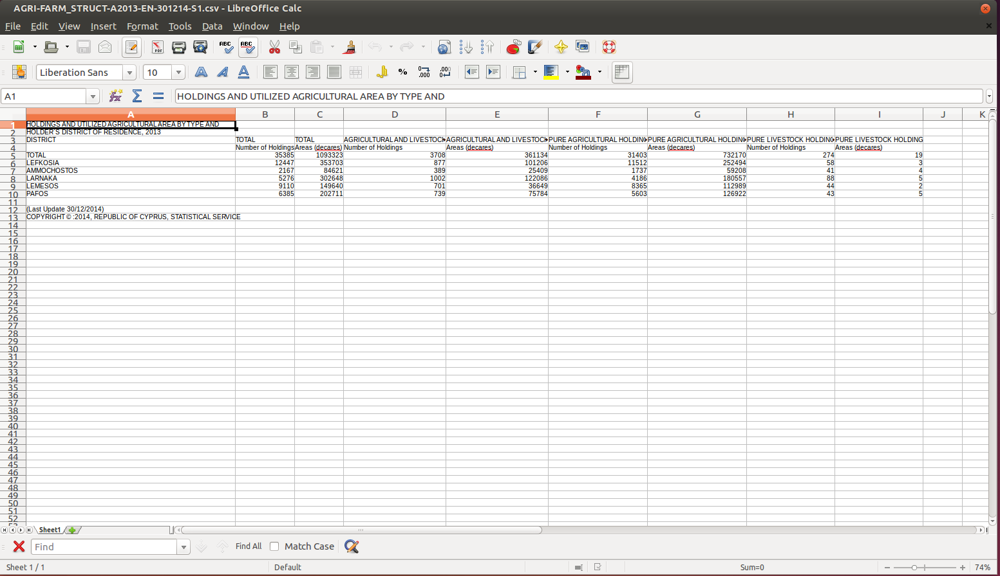 AGRI-FARM_STRUCT-A2013-EN-301214-S1.csv - LibreOffice Calc
File Edit View Insert Format Tools Data Window Help
Liberation Sans 10
A1 HOLDINGS AND UTILIZED AGRICULTURAL AREA BY TYPE AND
A B C D E F G H I J K
1 HOLDINGS AND UTILIZED AGRICULTURAL AREA BY TYPE AND
2 HOLDER'S DISTRICT OF RESIDENCE, 2013
3 DISTRICT TOTAL TOTAL AGRICULTURAL AND LIVESTOC AGRICULTURAL AND LIVESTOC PURE AGRICULTURAL HOLDIN PURE AGRICULTURAL HOLDIN PURE LIVESTOCK HOLDIN PURE LIVESTOCK HOLDING
4 Number of Holdings Areas (decares) Number of Holdings Areas (decares) Number of Holdings Areas (decares) Number of Holdings Areas (decares)
5 TOTAL 35385 1093323 3708 361134 31403 732170 274 19
6 LEFKOSIA 12447 353703 877 101206 11512 252494 58 3
7 AMMOCHOSTOS 2167 84621 389 25409 1737 59208 41 4
8 LARNAKA 5276 302648 1002 122086 4186 180557 88 5
9 LEMESOS 9110 149640 701 36649 8365 112989 44 2
10 PAFOS 6385 202711 739 75784 5603 126922 43 5
11
12 (Last Update 30/12/2014)
13 COPYRIGHT © :2014, REPUBLIC OF CYPRUS, STATISTICAL SERVICE
14
15
16
17
18
19
20
21
22
23
24
25
26
27
28
29
30
31
32
33
34
35
36
37
38
39
40
41
42
43
44
45
46
47
48
49
50
51
52
Sheet1
Find Find All Match Case
Sheet 1 / 1 Default Sum=0 74%